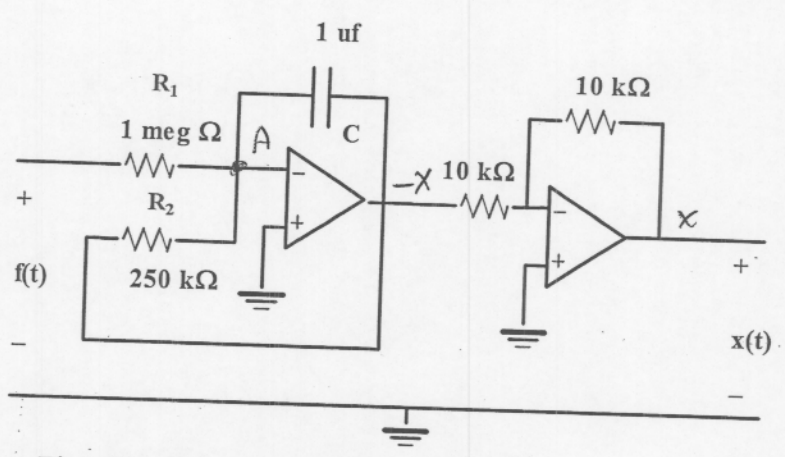 1 uf
R₁
10 kΩ
1 meg Ω
A
C
−
+
R₂
−X
10 kΩ
−
+
X
+
f(t)
250 kΩ
+
x(t)
−
−